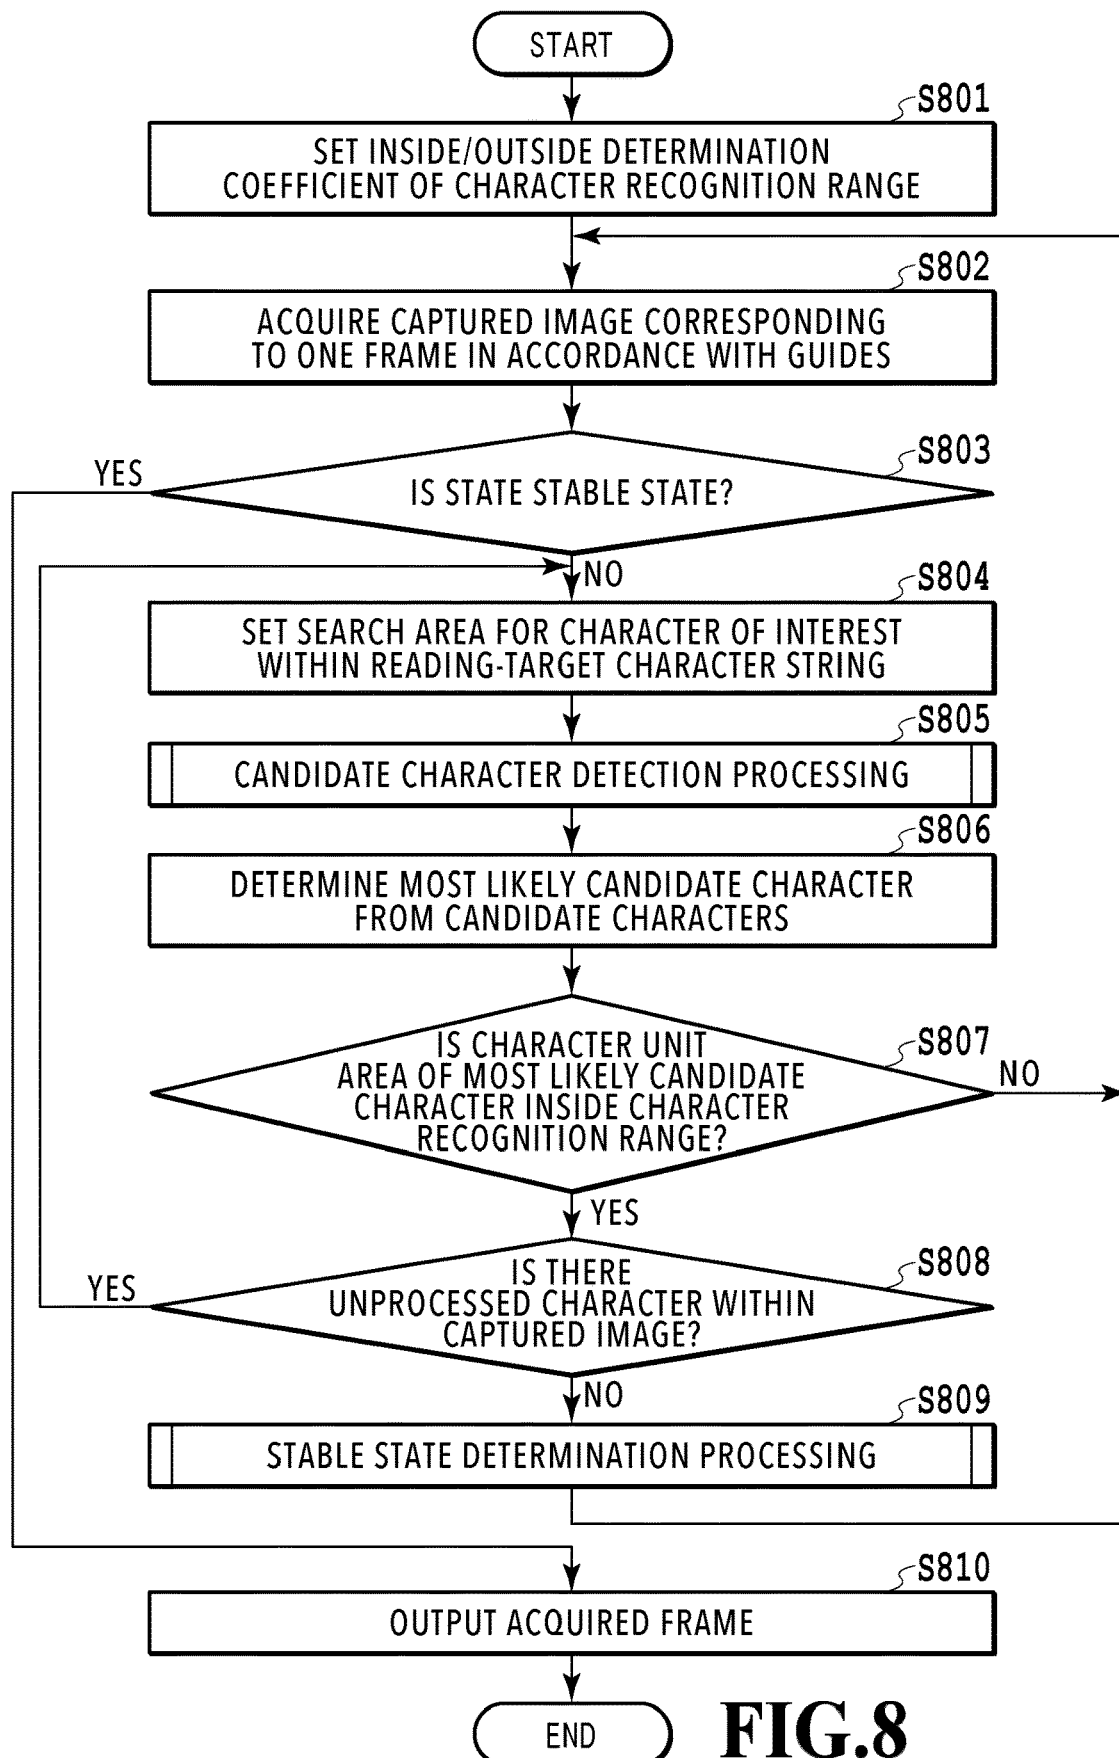 START
S801
SET INSIDE/OUTSIDE DETERMINATION
COEFFICIENT OF CHARACTER RECOGNITION RANGE
S802
ACQUIRE CAPTURED IMAGE CORRESPONDING
TO ONE FRAME IN ACCORDANCE WITH GUIDES
S803
YES
IS STATE STABLE STATE?
NO
S804
SET SEARCH AREA FOR CHARACTER OF INTEREST
WITHIN READING-TARGET CHARACTER STRING
S805
CANDIDATE CHARACTER DETECTION PROCESSING
S806
DETERMINE MOST LIKELY CANDIDATE CHARACTER
FROM CANDIDATE CHARACTERS
S807
IS CHARACTER UNIT
AREA OF MOST LIKELY CANDIDATE
CHARACTER INSIDE CHARACTER
RECOGNITION RANGE?
NO
YES
S808
YES
IS THERE
UNPROCESSED CHARACTER WITHIN
CAPTURED IMAGE?
NO
S809
STABLE STATE DETERMINATION PROCESSING
S810
OUTPUT ACQUIRED FRAME
END
FIG.8